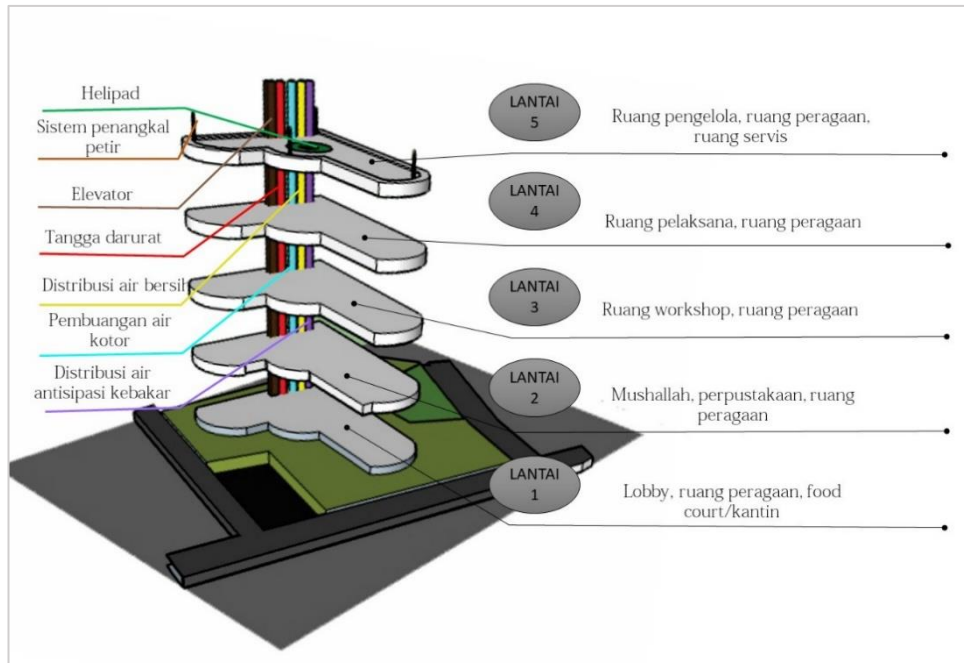 Helipad
Sistem penangkal
petir
Elevator
Tangga darurat
Distribusi air bersih
Pembuangan air
kotor
Distribusi air
antisipasi kebakar
LANTAI
5
Ruang pengelola, ruang peragaan,
ruang servis
LANTAI
4
Ruang pelaksana, ruang peragaan
LANTAI
3
Ruang workshop, ruang peragaan
LANTAI
2
Mushallah, perpustakaan, ruang
peragaan
LANTAI
1
Lobby, ruang peragaan, food
court/kantin